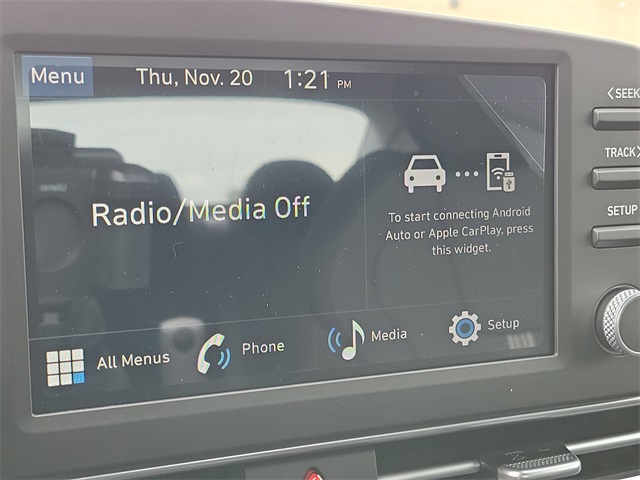 Menu Thu, Nov. 20 1:21 PM
Radio/Media Off
To start connecting Android
Auto or Apple CarPlay, press
this widget.
All Menus Phone Media Setup
SEEK
TRACK
SETUP